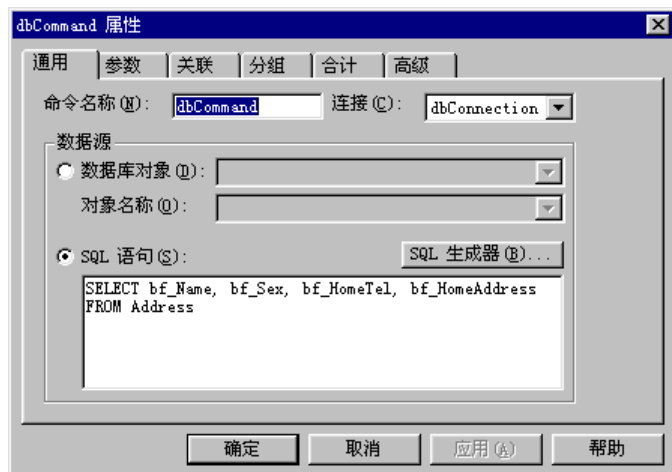 dbCommand 属性
通用 参数 关联 分组 合计 高级
命令名称(N): dbCommand 连接(C): dbConnection
数据源
数据库对象(D):
对象名称(O):
SQL 语句(S): SQL 生成器(B)...
SELECT bf_Name, bf_Sex, bf_HomeTel, bf_HomeAddress
FROM Address
确定 取消 应用(A) 帮助